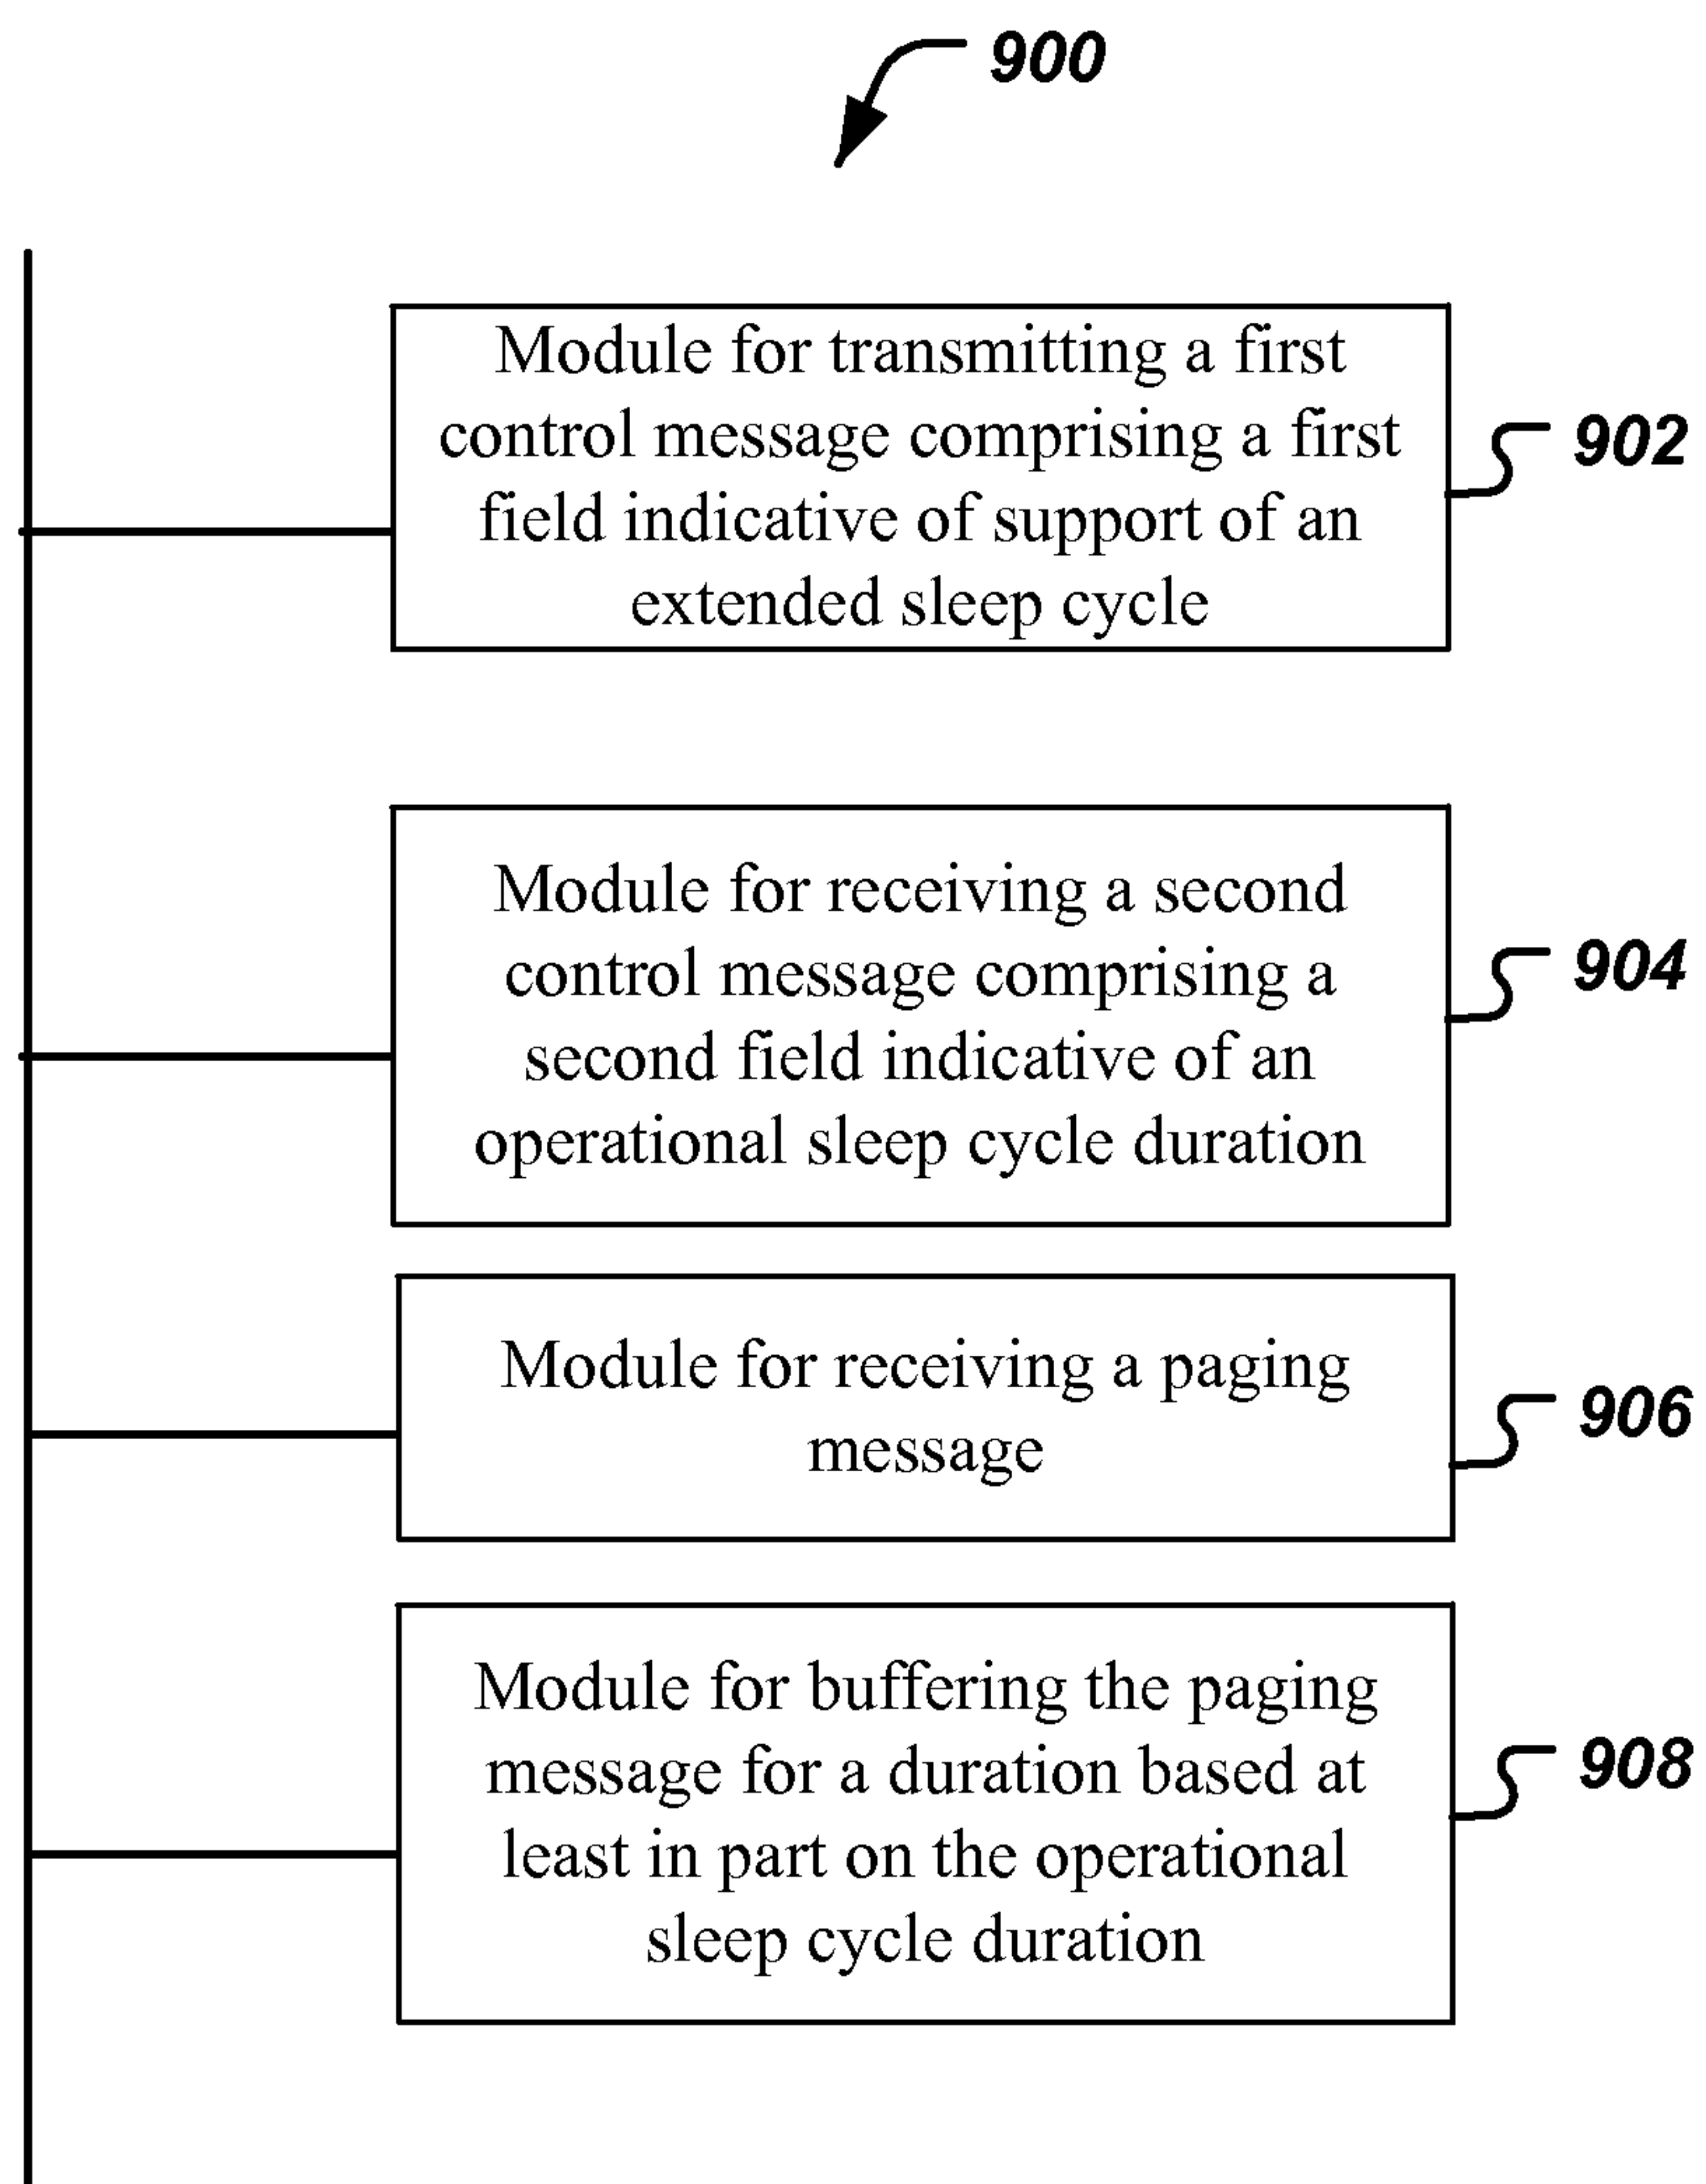 900
Module for transmitting a first
control message comprising a first
field indicative of support of an
extended sleep cycle
902
Module for receiving a second
control message comprising a
second field indicative of an
operational sleep cycle duration
904
Module for receiving a paging
message
906
Module for buffering the paging
message for a duration based at
least in part on the operational
sleep cycle duration
908